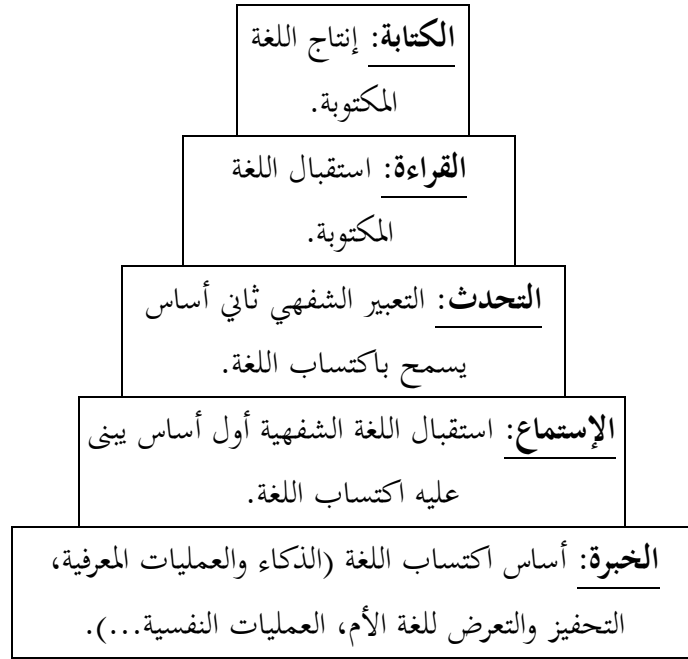 الكتابة: إنتاج اللغة
المكتوبة.
القراءة: استقبال اللغة
المكتوبة.
التحدث: التعبير الشفهي ثاني أساس
يسمح باكتساب اللغة.
الإستماع: استقبال اللغة الشفهية أول أساس يبنى
عليه اكتساب اللغة.
الخبرة: أساس اكتساب اللغة (الذكاء والعمليات المعرفية،
التحفيز والتعرض للغة الأم، العمليات النفسية...).